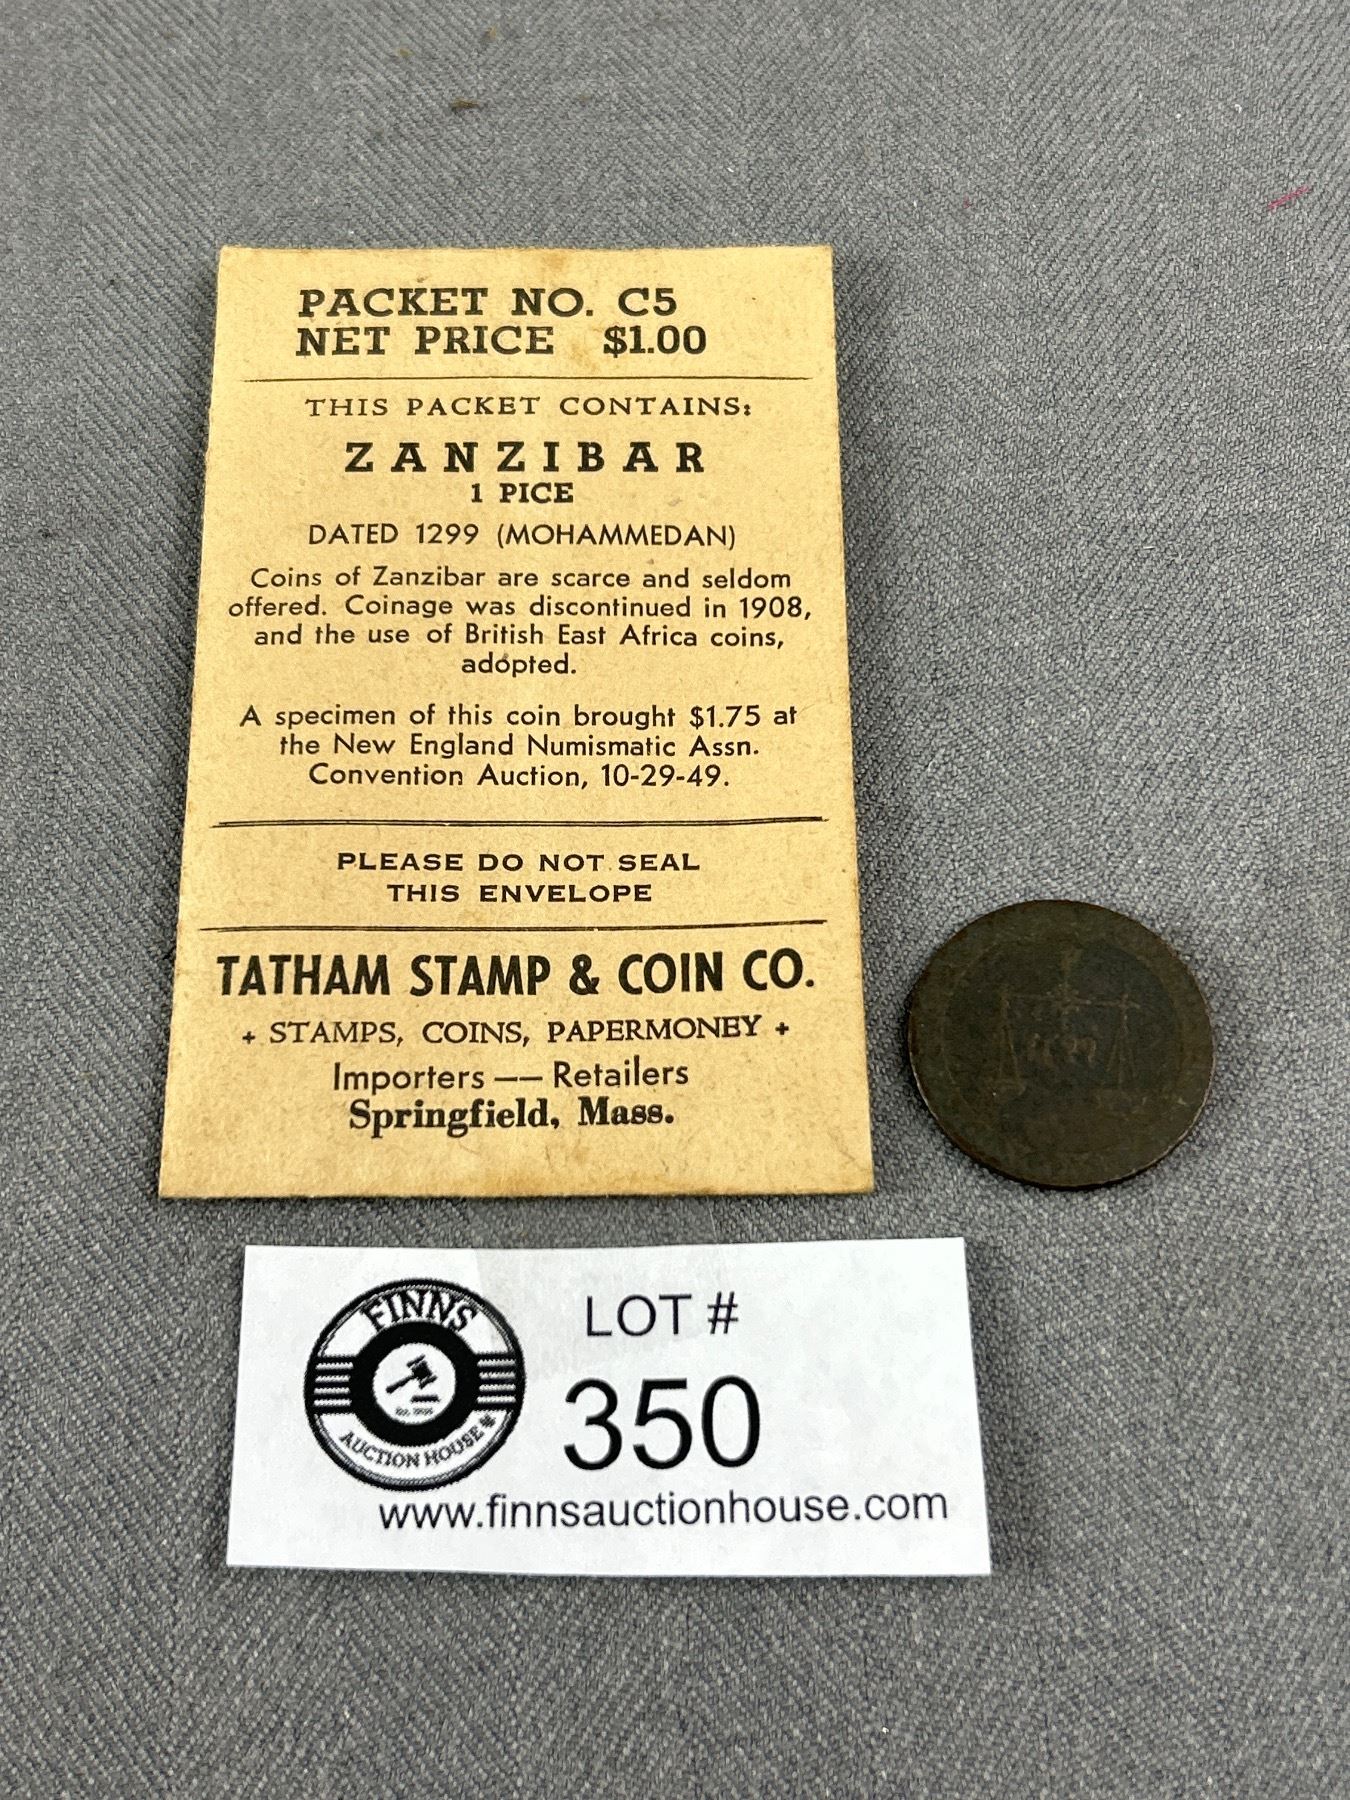 PACKET NO. C5
NET PRICE $1.00
THIS PACKET CONTAINS:
ZANZIBAR
1 PICE
DATED 1299 (MOHAMMEDAN)
Coins of Zanzibar are scarce and seldom
offered. Coinage was discontinued in 1908,
and the use of British East Africa coins,
adopted.
A specimen of this coin brought $1.75 at
the New England Numismatic Assn.
Convention Auction, 10-29-49.
PLEASE DO NOT SEAL
THIS ENVELOPE
TATHAM STAMP & COIN CO.
+ STAMPS, COINS, PAPERMONEY +
Importers —— Retailers
Springfield, Mass.
FINNS
AUCTION HOUSE
LOT #
350
www.finnsauctionhouse.com